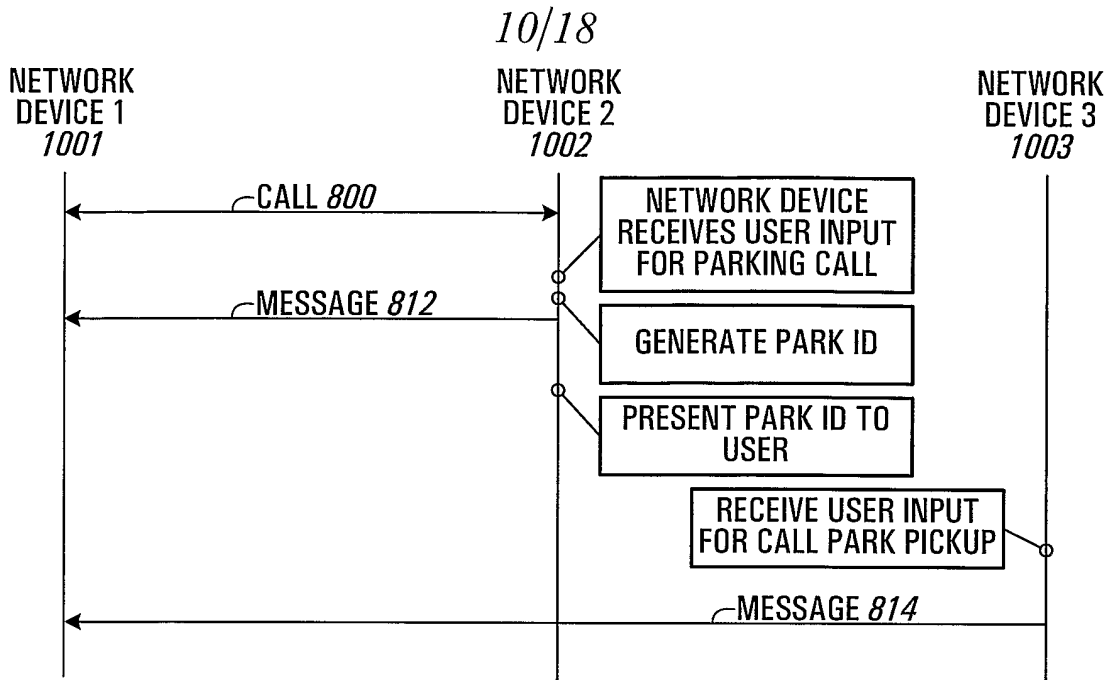 10/18
NETWORK
DEVICE 1
1001
NETWORK
DEVICE 2
1002
NETWORK
DEVICE 3
1003
CALL 800
NETWORK DEVICE
RECEIVES USER INPUT
FOR PARKING CALL
MESSAGE 812
GENERATE PARK ID
PRESENT PARK ID TO
USER
RECEIVE USER INPUT
FOR CALL PARK PICKUP
MESSAGE 814